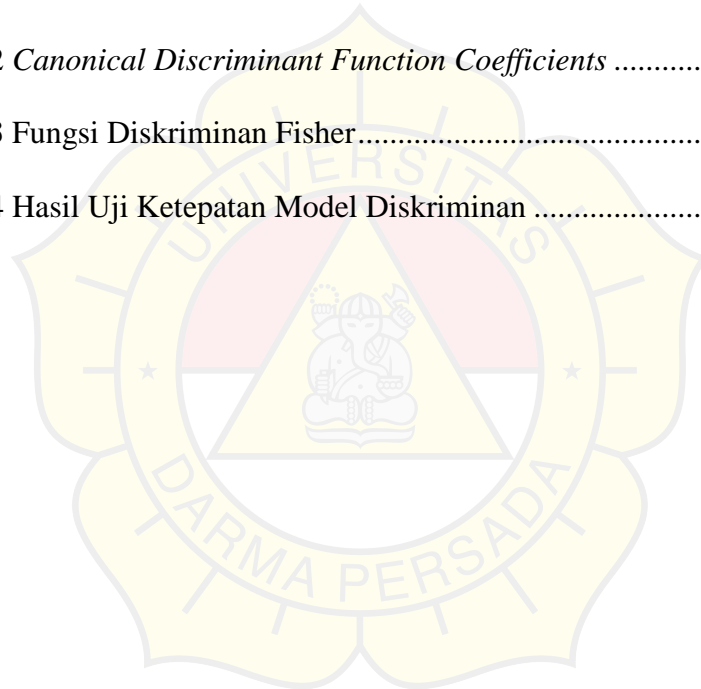 2 Canonical Discriminant Function Coefficients ...........
3 Fungsi Diskriminan Fisher...........................................
4 Hasil Uji Ketepatan Model Diskriminan .....................
UNIVERSITAS
DARMA PERSADA